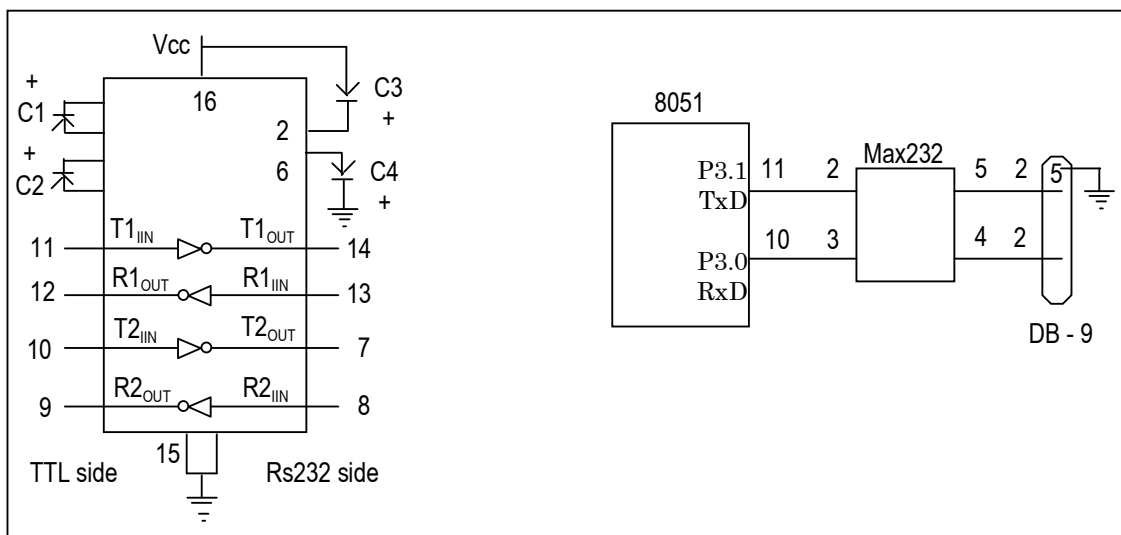 Vcc
+
C1
16
C3
+
2
+
C2
6
C4
+
11 T1IIN T1OUT 14
12 R1OUT R1IIN 13
10 T2IIN T2OUT 7
9 R2OUT R2IIN 8
15
TTL side Rs232 side
8051
Max232
P3.1 11 2 5 2 5
TxD
P3.0 10 3 4 2
RxD
DB - 9